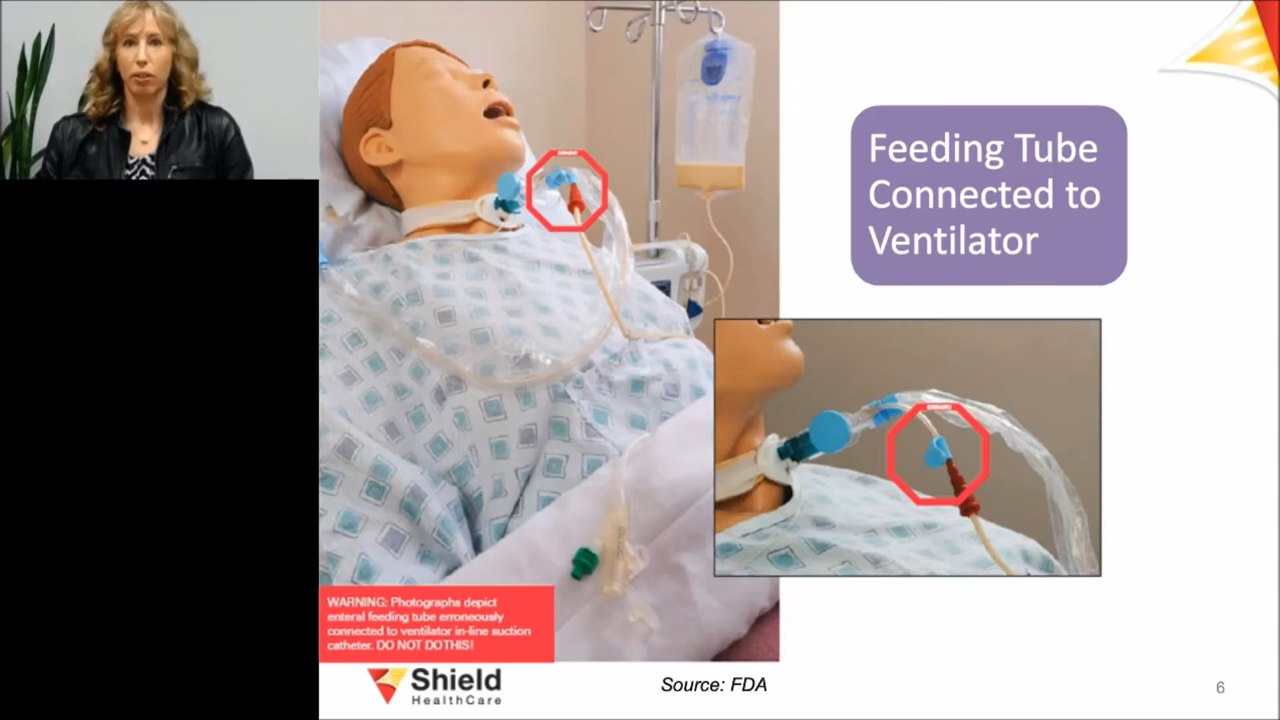 Feeding Tube
Connected to
Ventilator
WARNING: Photographs depict
enteral feeding tube erroneously
connected to ventilator in-line suction
catheter. DO NOT DO THIS!
Shield
HealthCare
Source: FDA
6